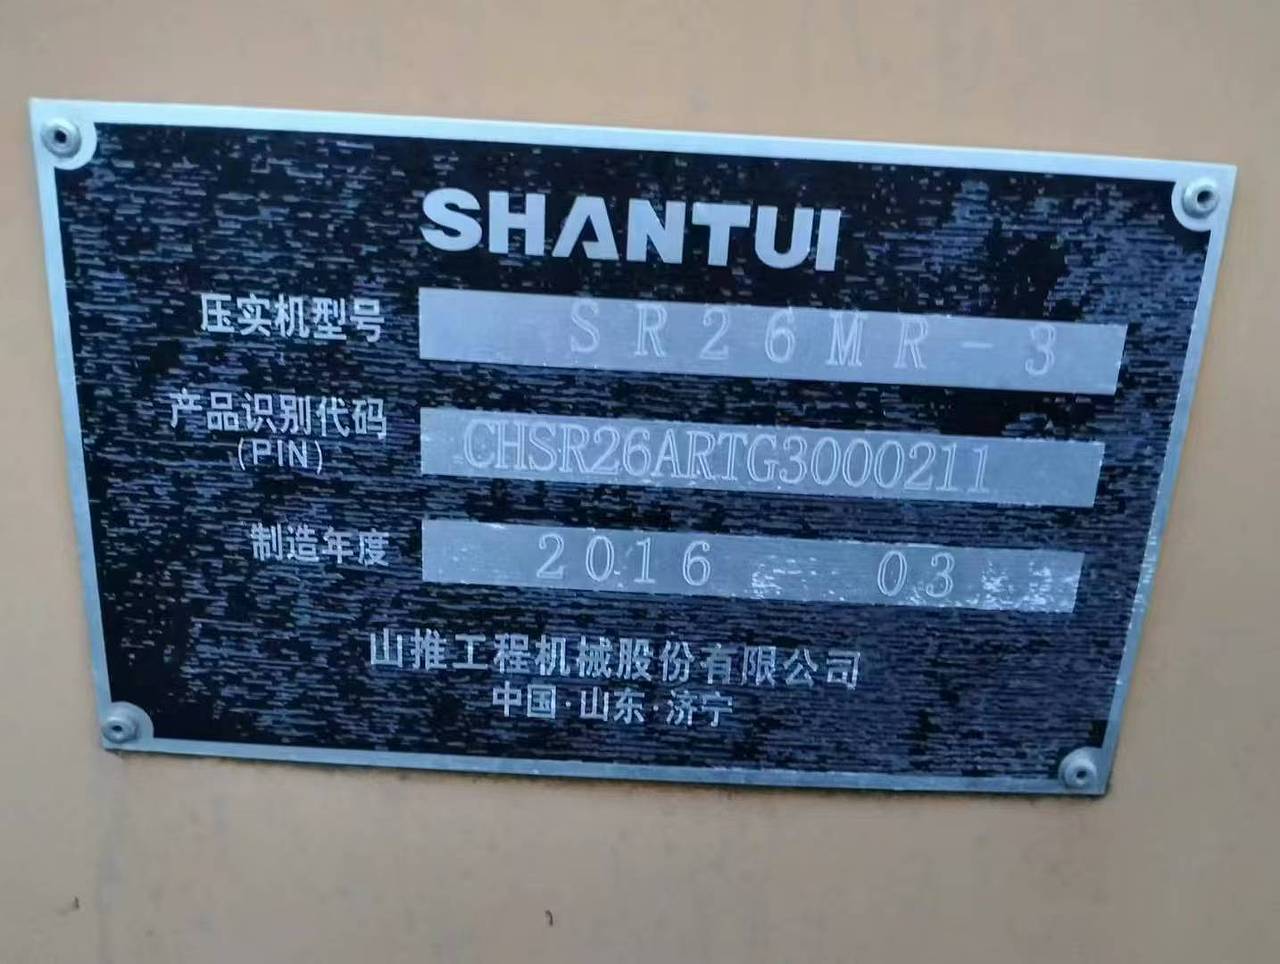 SHANTUI
压实机型号 SR26MR-3
产品识别代码 CHSR26ARTG3000211
(PIN)
制造年度 2016 03
山推工程机械股份有限公司
中国·山东·济宁